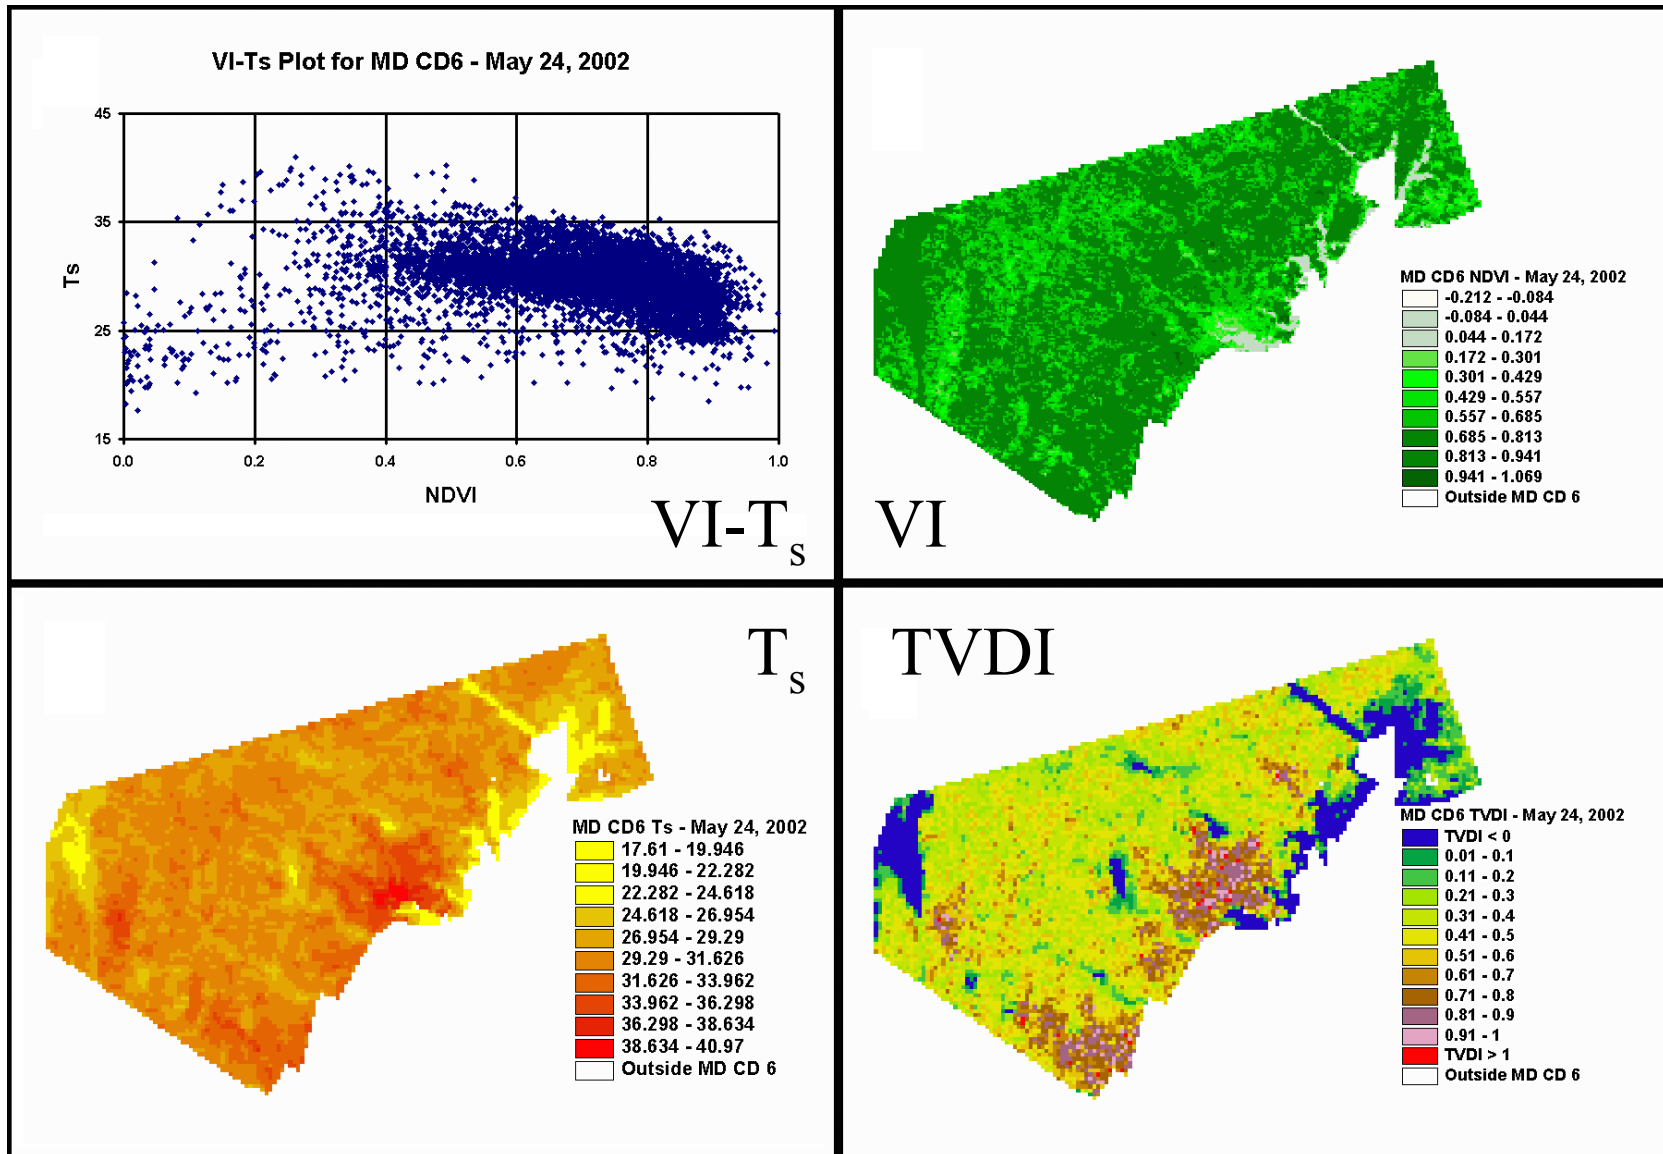 VI-Ts Plot for MD CD6 - May 24, 2002
45
35
25
15
Ts
0.0 0.2 0.4 0.6 0.8 1.0
NDVI
VI-Ts
VI
MD CD6 NDVI - May 24, 2002
-0.212 - -0.084
-0.084 - 0.044
0.044 - 0.172
0.172 - 0.301
0.301 - 0.429
0.429 - 0.557
0.557 - 0.685
0.685 - 0.813
0.813 - 0.941
0.941 - 1.069
Outside MD CD 6
Ts
MD CD6 Ts - May 24, 2002
17.61 - 19.946
19.946 - 22.282
22.282 - 24.618
24.618 - 26.954
26.954 - 29.29
29.29 - 31.626
31.626 - 33.962
33.962 - 36.298
36.298 - 38.634
38.634 - 40.97
Outside MD CD 6
TVDI
MD CD6 TVDI - May 24, 2002
TVDI < 0
0.01 - 0.1
0.11 - 0.2
0.21 - 0.3
0.31 - 0.4
0.41 - 0.5
0.51 - 0.6
0.61 - 0.7
0.71 - 0.8
0.81 - 0.9
0.91 - 1
TVDI > 1
Outside MD CD 6